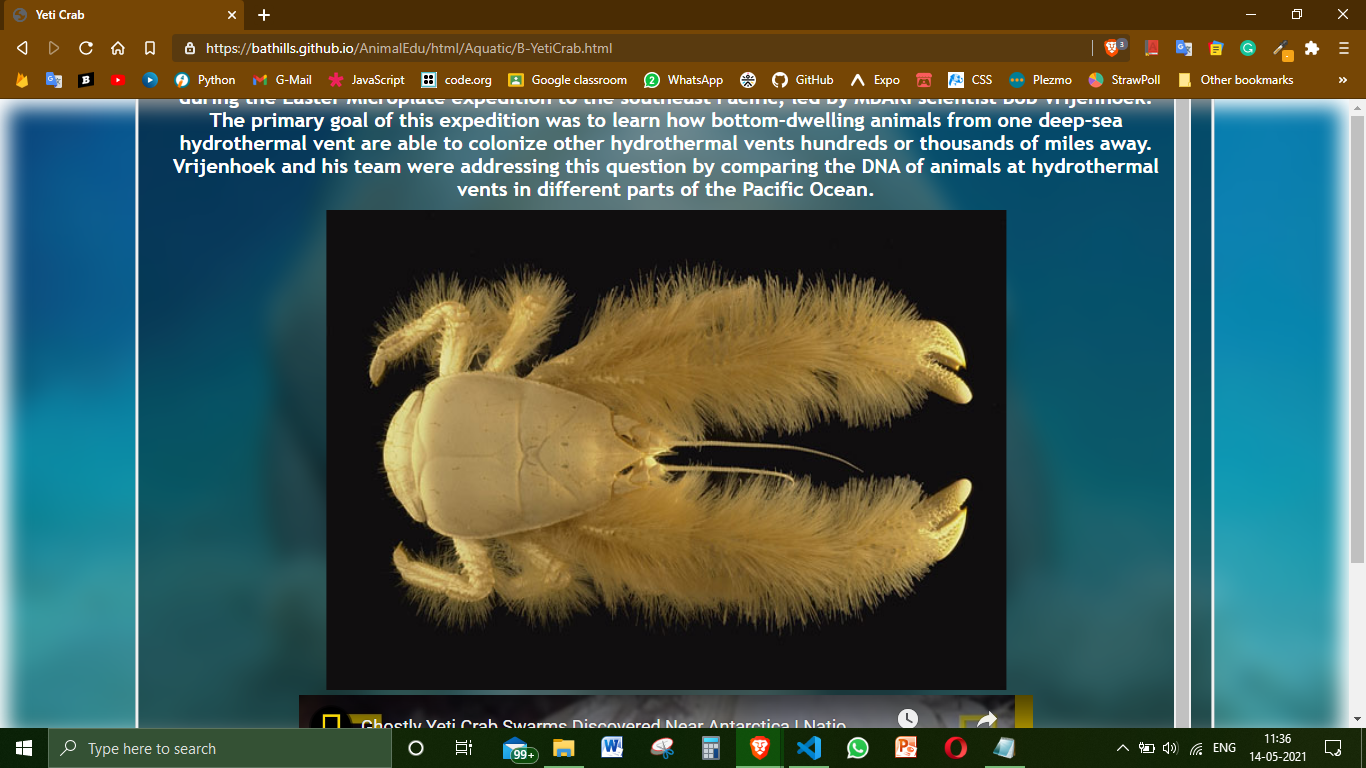 Yeti Crab
https://bathills.github.io/AnimalEdu/html/Aquatic/B-YetiCrab.html
3
Python G-Mail JavaScript code.org Google classroom WhatsApp GitHub Expo CSS Plezmo StrawPoll Other bookmarks
during the Easter Microplate expedition to the southeast Pacific, led by MBARI scientist Bob Vrijenhoek.
The primary goal of this expedition was to learn how bottom-dwelling animals from one deep-sea
hydrothermal vent are able to colonize other hydrothermal vents hundreds or thousands of miles away.
Vrijenhoek and his team were addressing this question by comparing the DNA of animals at hydrothermal
vents in different parts of the Pacific Ocean.
Ghostly Yeti Crab Swarms Discovered Near Antarctica | Natio
Type here to search
99+
ENG
11:36
14-05-2021